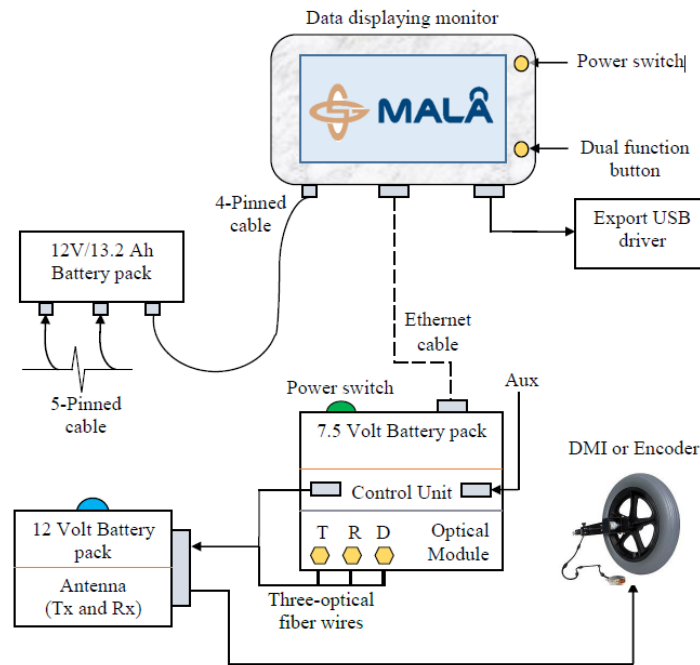 Data displaying monitor
Power switch
MALÅ
Dual function
button
4-Pinned
cable
Export USB
driver
12V/13.2 Ah
Battery pack
Ethernet
cable
5-Pinned
cable
Power switch
Aux
7.5 Volt Battery pack
DMI or Encoder
Control Unit
12 Volt Battery
pack
T R D
Optical
Module
Antenna
(Tx and Rx)
Three-optical
fiber wires